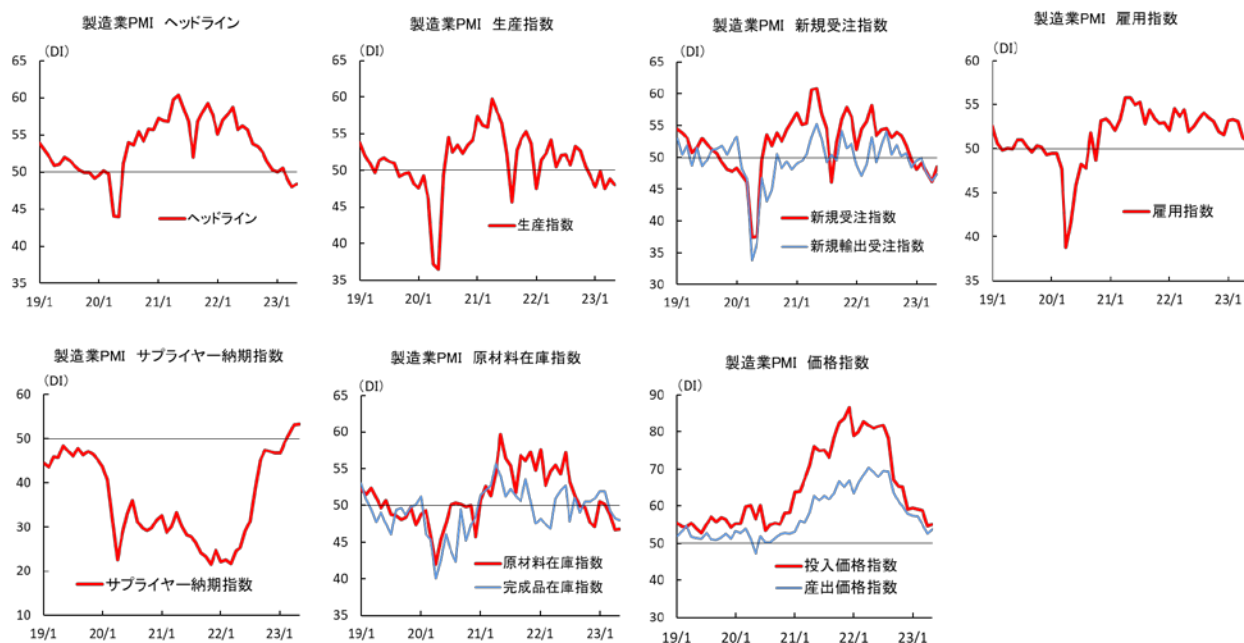 製造業PMI ヘッドライン
(DI)
65
60
55
50
45
40
35
ヘッドライン
19/1 20/1 21/1 22/1 23/1
製造業PMI 生産指数
(DI)
65
60
55
50
45
40
35
生産指数
19/1 20/1 21/1 22/1 23/1
製造業PMI 新規受注指数
(DI)
65
60
55
50
45
40
35
30
新規受注指数
新規輸出受注指数
19/1 20/1 21/1 22/1 23/1
製造業PMI 雇用指数
(DI)
60
55
50
45
40
35
雇用指数
19/1 20/1 21/1 22/1 23/1
製造業PMI サプライヤー納期指数
(DI)
60
50
40
30
20
10
サプライヤー納期指数
19/1 20/1 21/1 22/1 23/1
製造業PMI 原材料在庫指数
(DI)
65
60
55
50
45
40
35
原材料在庫指数
完成品在庫指数
19/1 20/1 21/1 22/1 23/1
製造業PMI 価格指数
(DI)
90
80
70
60
50
40
30
投入価格指数
産出価格指数
19/1 20/1 21/1 22/1 23/1